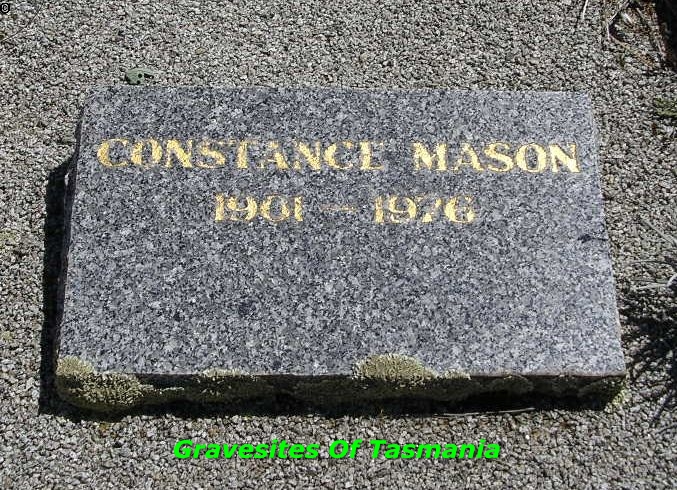 CONSTANCE MASON
1901 — 1976
Gravesites Of Tasmania